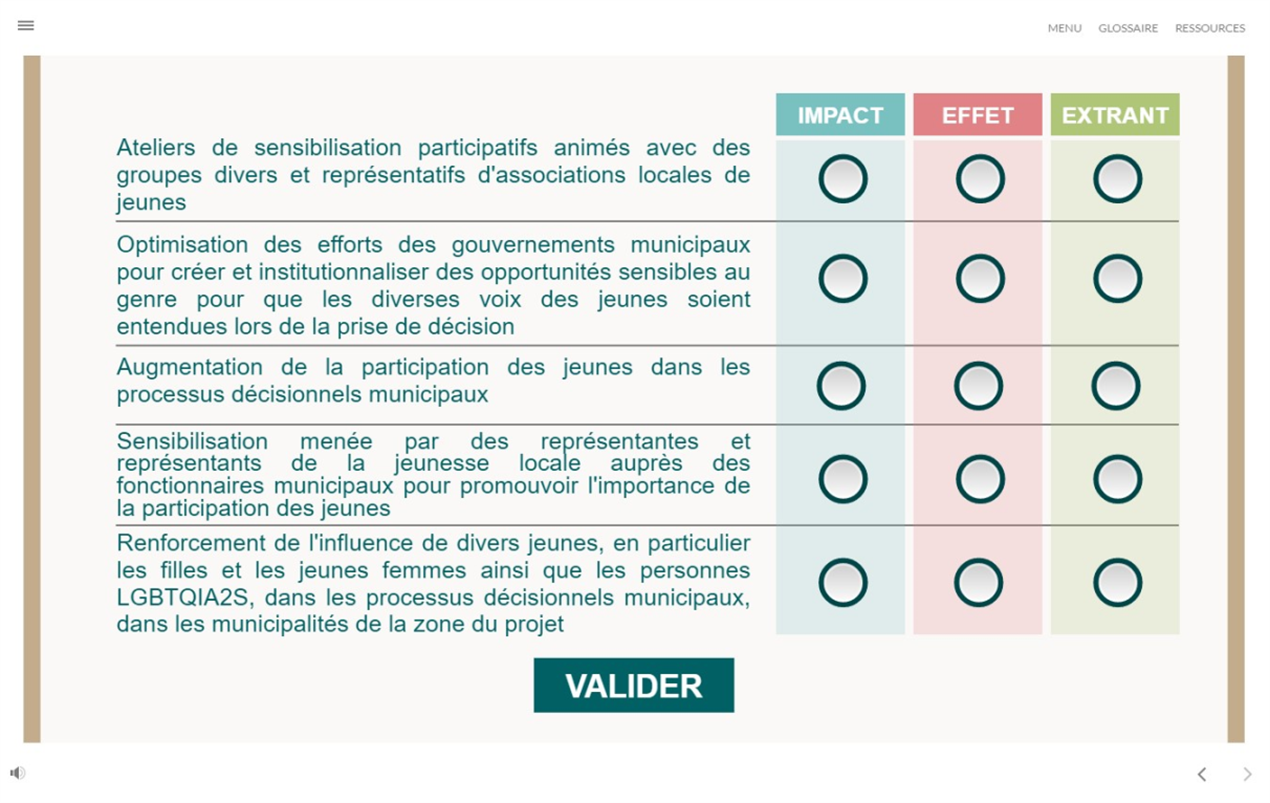 MENU GLOSSAIRE RESSOURCES
IMPACT EFFET EXTRANT
Ateliers de sensibilisation participatifs animés avec des
groupes divers et représentatifs d'associations locales de
jeunes
Optimisation des efforts des gouvernements municipaux
pour créer et institutionnaliser des opportunités sensibles au
genre pour que les diverses voix des jeunes soient
entendues lors de la prise de décision
Augmentation de la participation des jeunes dans les
processus décisionnels municipaux
Sensibilisation menée par des représentantes et
représentants de la jeunesse locale auprès des
fonctionnaires municipaux pour promouvoir l'importance de
la participation des jeunes
Renforcement de l'influence de divers jeunes, en particulier
les filles et les jeunes femmes ainsi que les personnes
LGBTQIA2S, dans les processus décisionnels municipaux,
dans les municipalités de la zone du projet
VALIDER